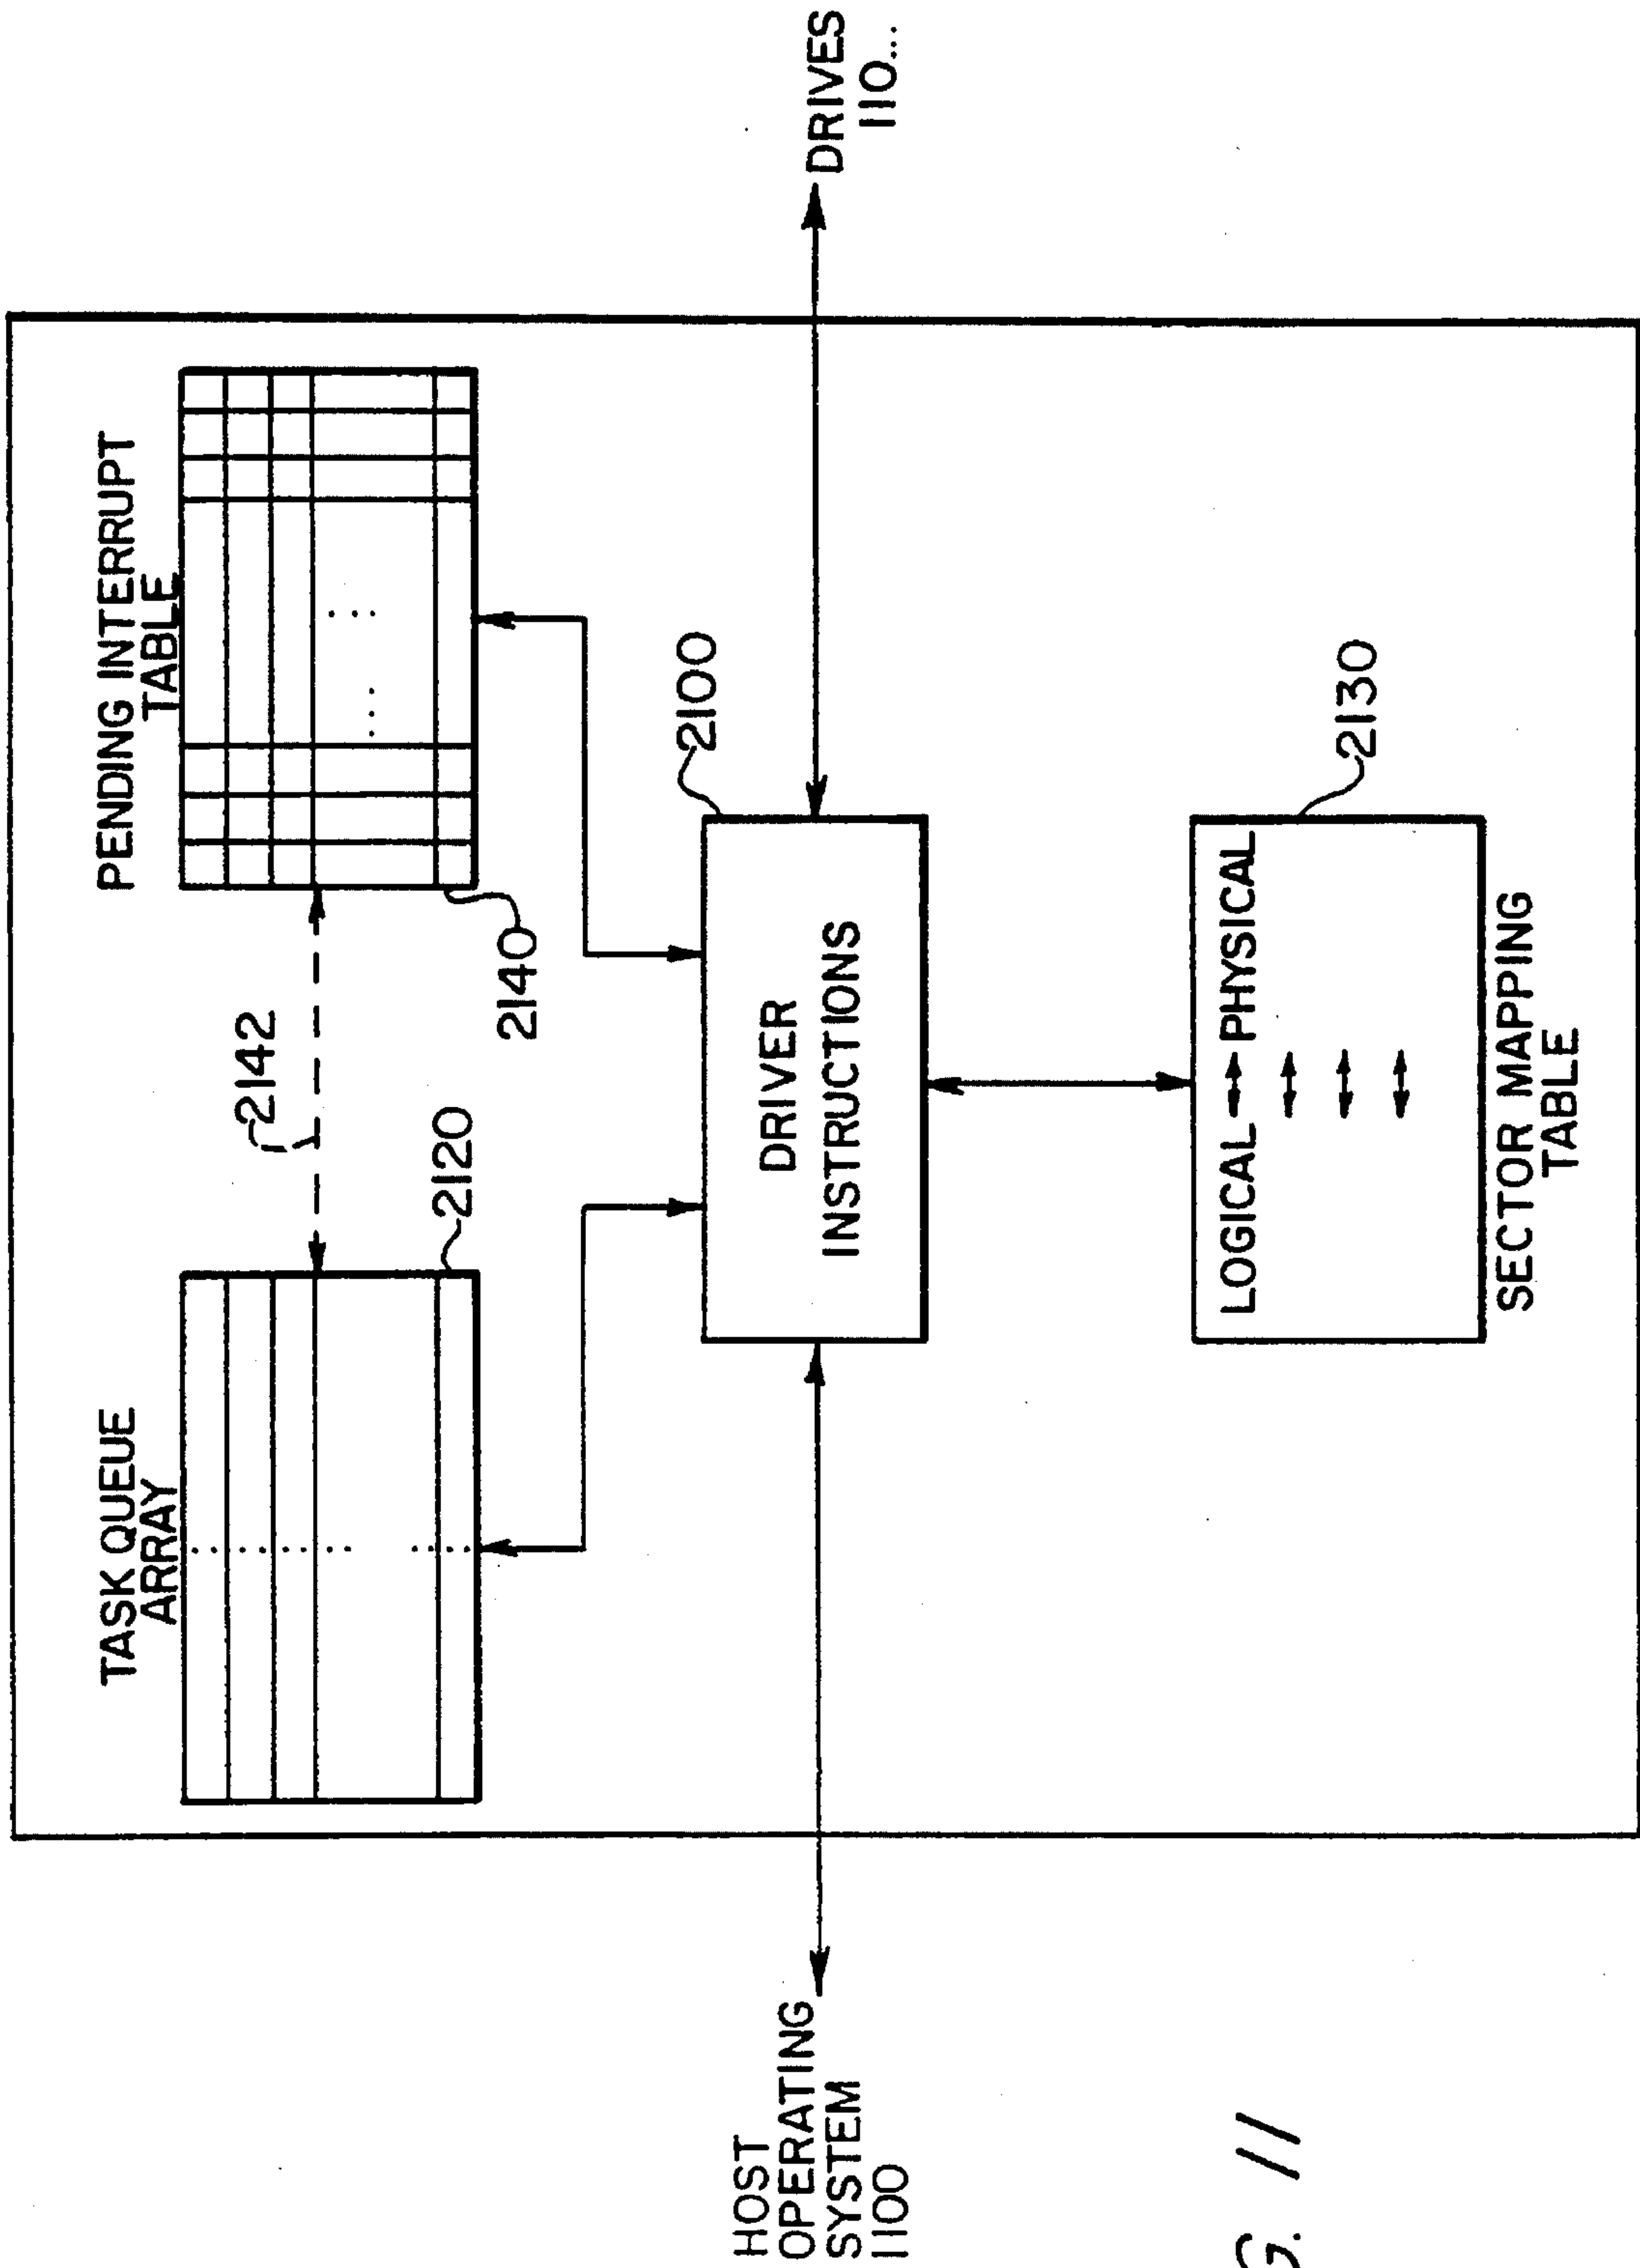 TASK QUEUE
ARRAY
PENDING INTERRUPT
TABLE
2142
2120
2140
HOST
OPERATING
SYSTEM
1100
DRIVER
INSTRUCTIONS
2100
DRIVES
110...
LOGICAL PHYSICAL
2130
SECTOR MAPPING
TABLE
G. 11